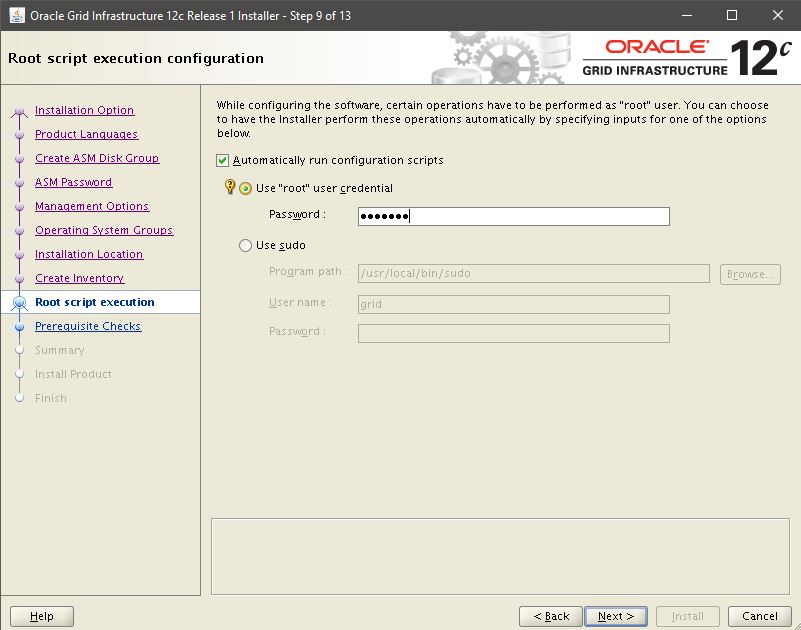 Oracle Grid Infrastructure 12c Release 1 Installer - Step 9 of 13
Root script execution configuration
ORACLE®
GRID INFRASTRUCTURE
12c
Installation Option
Product Languages
Create ASM Disk Group
ASM Password
Management Options
Operating System Groups
Installation Location
Create Inventory
Root script execution
Prerequisite Checks
Summary
Install Product
Finish
While configuring the software, certain operations have to be performed as "root" user. You can choose
to have the Installer perform these operations automatically by specifying inputs for one of the options
below.
Automatically run configuration scripts
Use "root" user credential
Password : ●●●●●●●
Use sudo
Program path : /usr/local/bin/sudo Browse...
User name : grid
Password :
Help < Back Next > Install Cancel